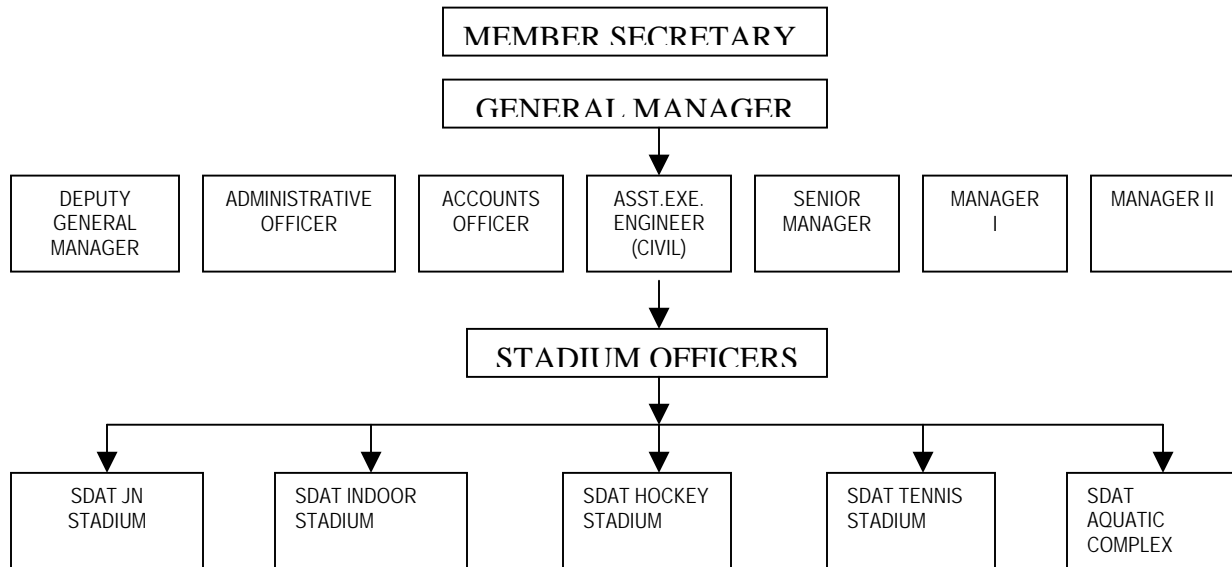 MEMBER SECRETARY
GENERAL MANAGER
DEPUTY
GENERAL
MANAGER
ADMINISTRATIVE
OFFICER
ACCOUNTS
OFFICER
ASST.EXE.
ENGINEER
(CIVIL)
SENIOR
MANAGER
MANAGER
I
MANAGER II
STADIUM OFFICERS
SDAT JN
STADIUM
SDAT INDOOR
STADIUM
SDAT HOCKEY
STADIUM
SDAT TENNIS
STADIUM
SDAT
AQUATIC
COMPLEX